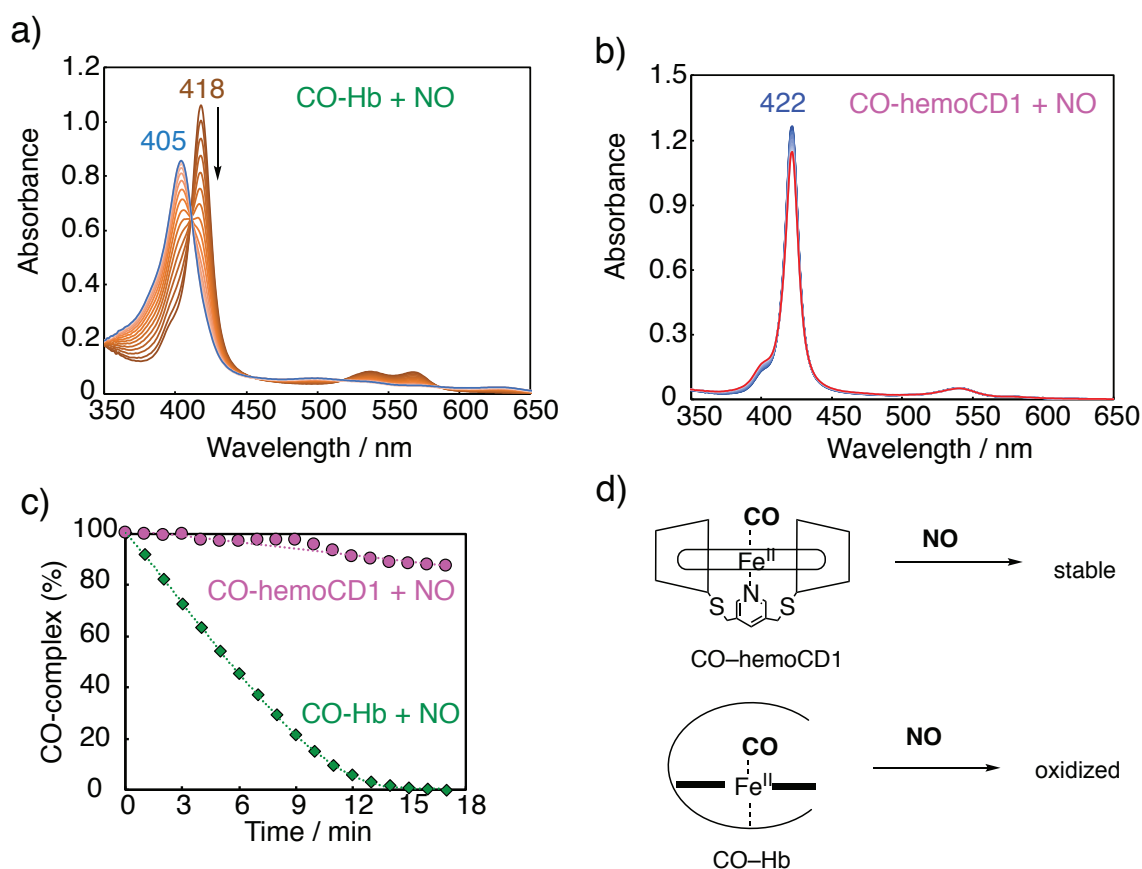 a)
1.2
1.0
0.8
0.6
0.4
0.2
0
Absorbance
418
405
CO-Hb + NO
350 400 450 500 550 600 650
Wavelength / nm
b)
1.5
1.2
0.9
0.6
0.3
0
Absorbance
422
CO-hemoCD1 + NO
350 400 450 500 550 600 650
Wavelength / nm
c)
100
80
60
40
20
0
CO-complex (%)
CO-hemoCD1 + NO
CO-Hb + NO
0 3 6 9 12 15 18
Time / min
d)
CO
Fe^II
N
S S
CO–hemoCD1
NO
stable
CO
Fe^II
CO–Hb
NO
oxidized